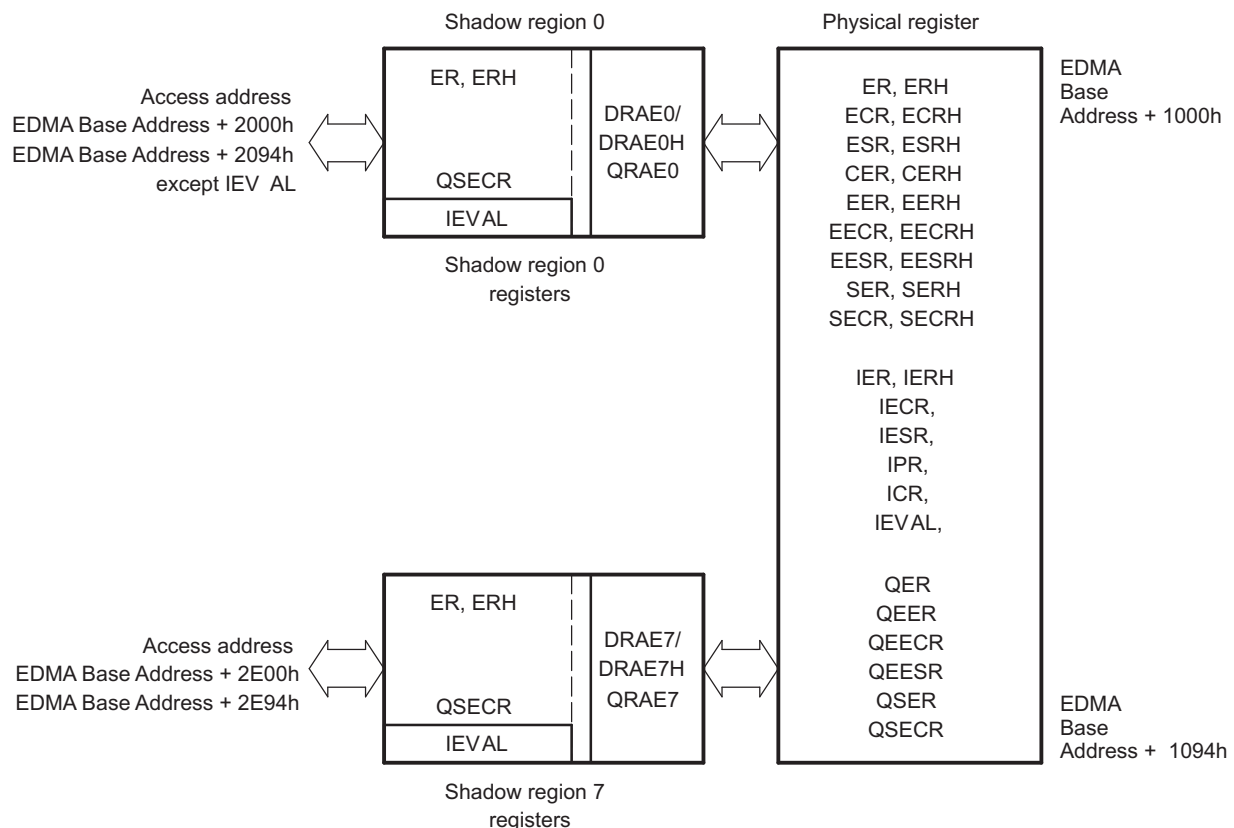 Shadow region 0
Physical register
Access address
EDMA Base Address + 2000h
EDMA Base Address + 2094h
except IEV AL
ER, ERH
QSECR
IEVAL
DRAE0/
DRAE0H
QRAE0
Shadow region 0
registers
ER, ERH
ECR, ECRH
ESR, ESRH
CER, CERH
EER, EERH
EECR, EECRH
EESR, EESRH
SER, SERH
SECR, SECRH
IER, IERH
IECR,
IESR,
IPR,
ICR,
IEVAL,
QER
QEER
QEECR
QEESR
QSER
QSECR
EDMA
Base
Address + 1000h
Access address
EDMA Base Address + 2E00h
EDMA Base Address + 2E94h
ER, ERH
QSECR
IEVAL
DRAE7/
DRAE7H
QRAE7
Shadow region 7
registers
EDMA
Base
Address + 1094h